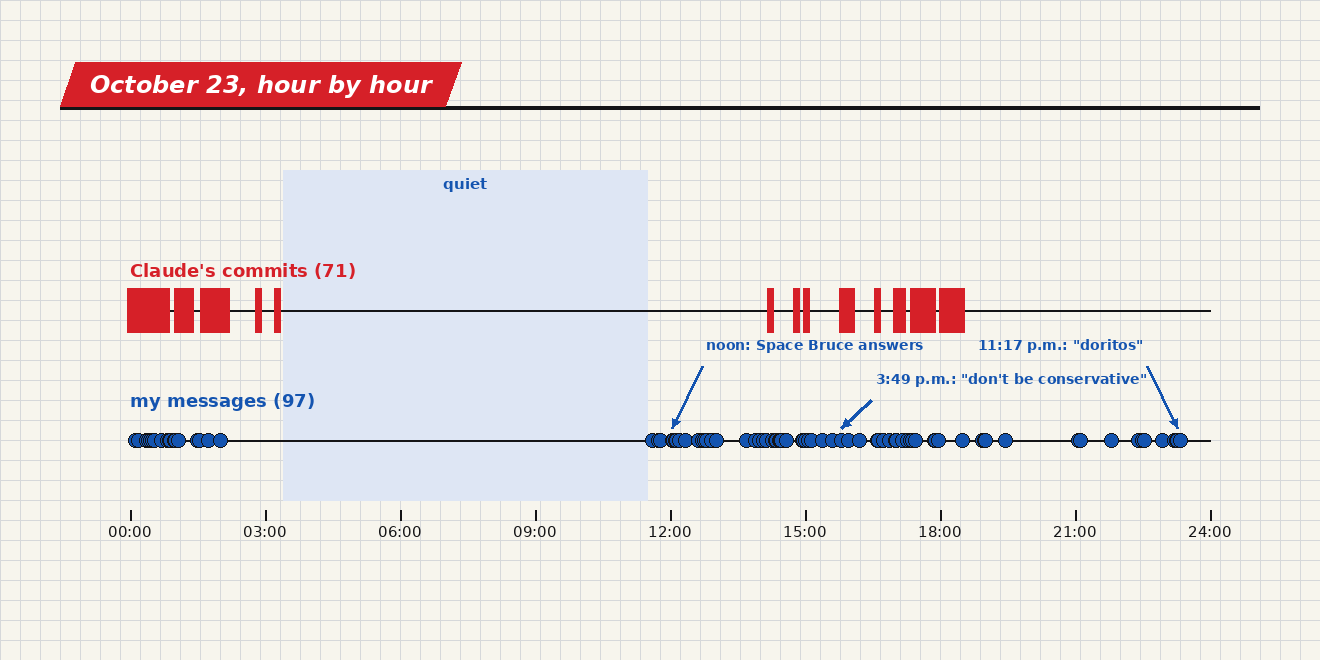 October 23, hour by hour
quiet
Claude's commits (71)
noon: Space Bruce answers
11:17 p.m.: "doritos"
3:49 p.m.: "don't be conservative"
my messages (97)
00:00
03:00
06:00
09:00
12:00
15:00
18:00
21:00
24:00